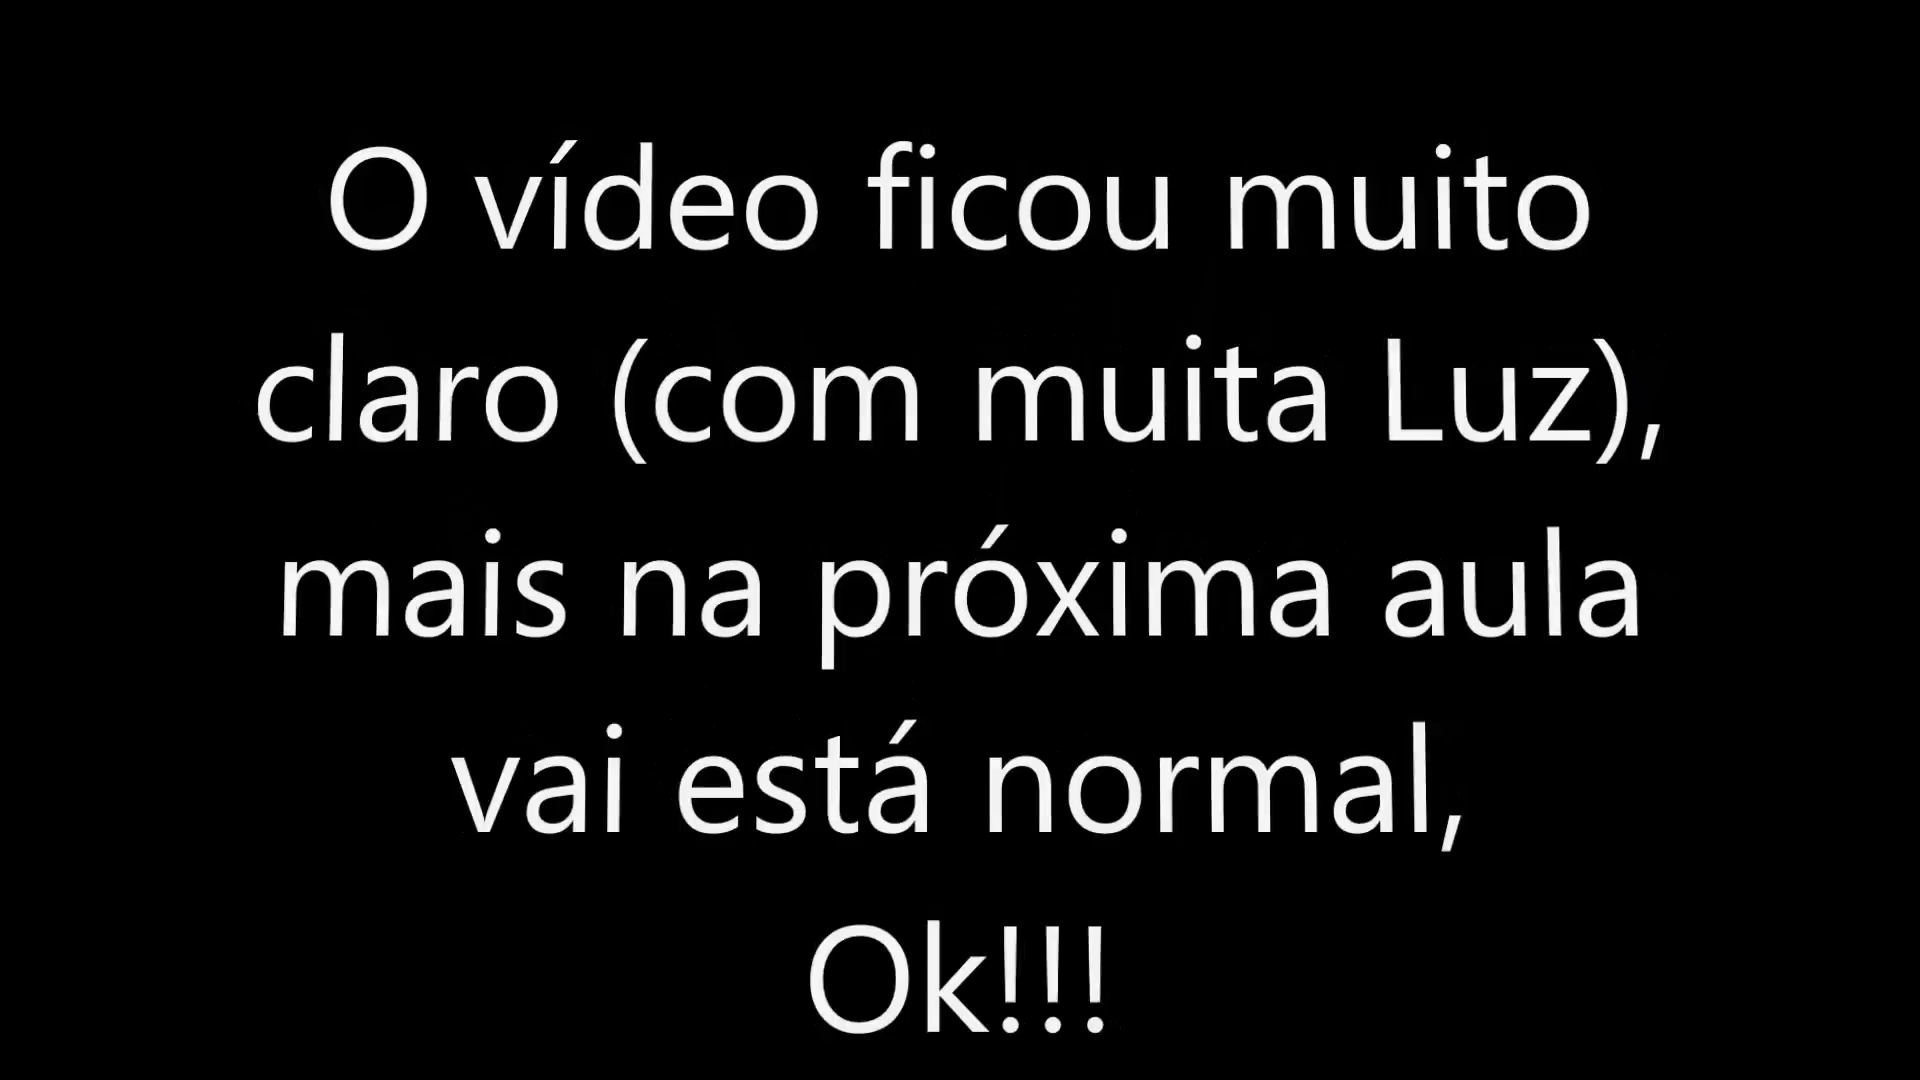 O vídeo ficou muito
claro (com muita Luz),
mais na próxima aula
vai está normal,
Ok!!!